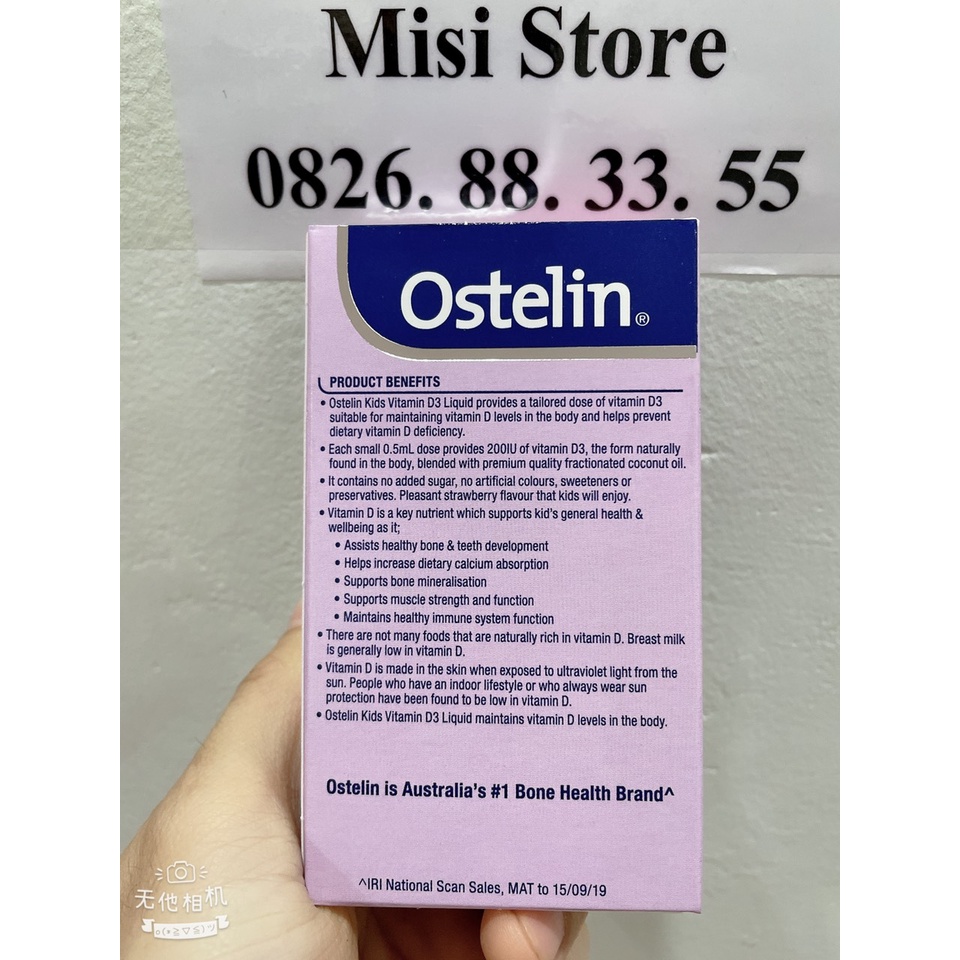 Misi Store
0826. 88. 33. 55
Ostelin®
PRODUCT BENEFITS
• Ostelin Kids Vitamin D3 Liquid provides a tailored dose of vitamin D3
suitable for maintaining vitamin D levels in the body and helps prevent
dietary vitamin D deficiency.
• Each small 0.5mL dose provides 200IU of vitamin D3, the form naturally
found in the body, blended with premium quality fractionated coconut oil.
• It contains no added sugar, no artificial colours, sweeteners or
preservatives. Pleasant strawberry flavour that kids will enjoy.
• Vitamin D is a key nutrient which supports kid's general health &
wellbeing as it;
• Assists healthy bone & teeth development
• Helps increase dietary calcium absorption
• Supports bone mineralisation
• Supports muscle strength and function
• Maintains healthy immune system function
• There are not many foods that are naturally rich in vitamin D. Breast milk
is generally low in vitamin D.
• Vitamin D is made in the skin when exposed to ultraviolet light from the
sun. People who have an indoor lifestyle or who always wear sun
protection have been found to be low in vitamin D.
• Ostelin Kids Vitamin D3 Liquid maintains vitamin D levels in the body.
Ostelin is Australia's #1 Bone Health Brand^
^IRI National Scan Sales, MAT to 15/09/19
无他相机